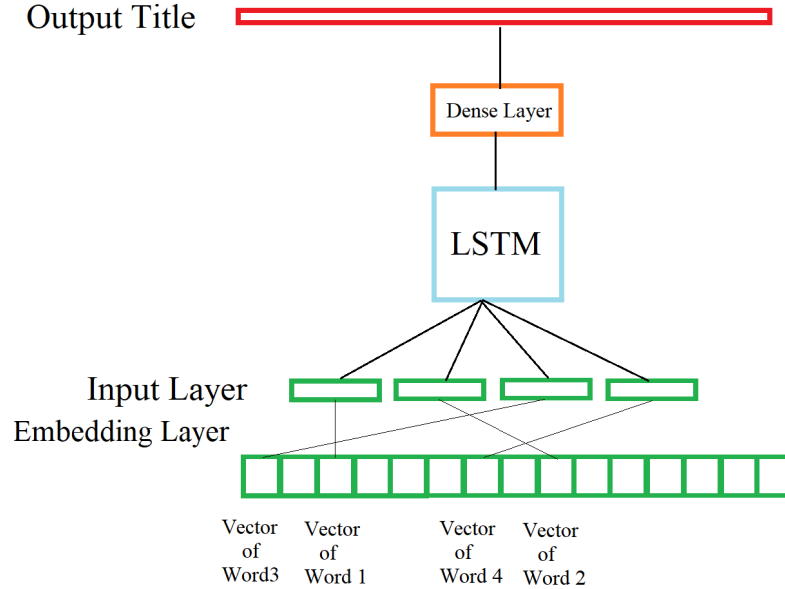 Output Title
Dense Layer
LSTM
Input Layer
Embedding Layer
Vector
of
Word3
Vector
of
Word 1
Vector
of
Word 4
Vector
of
Word 2